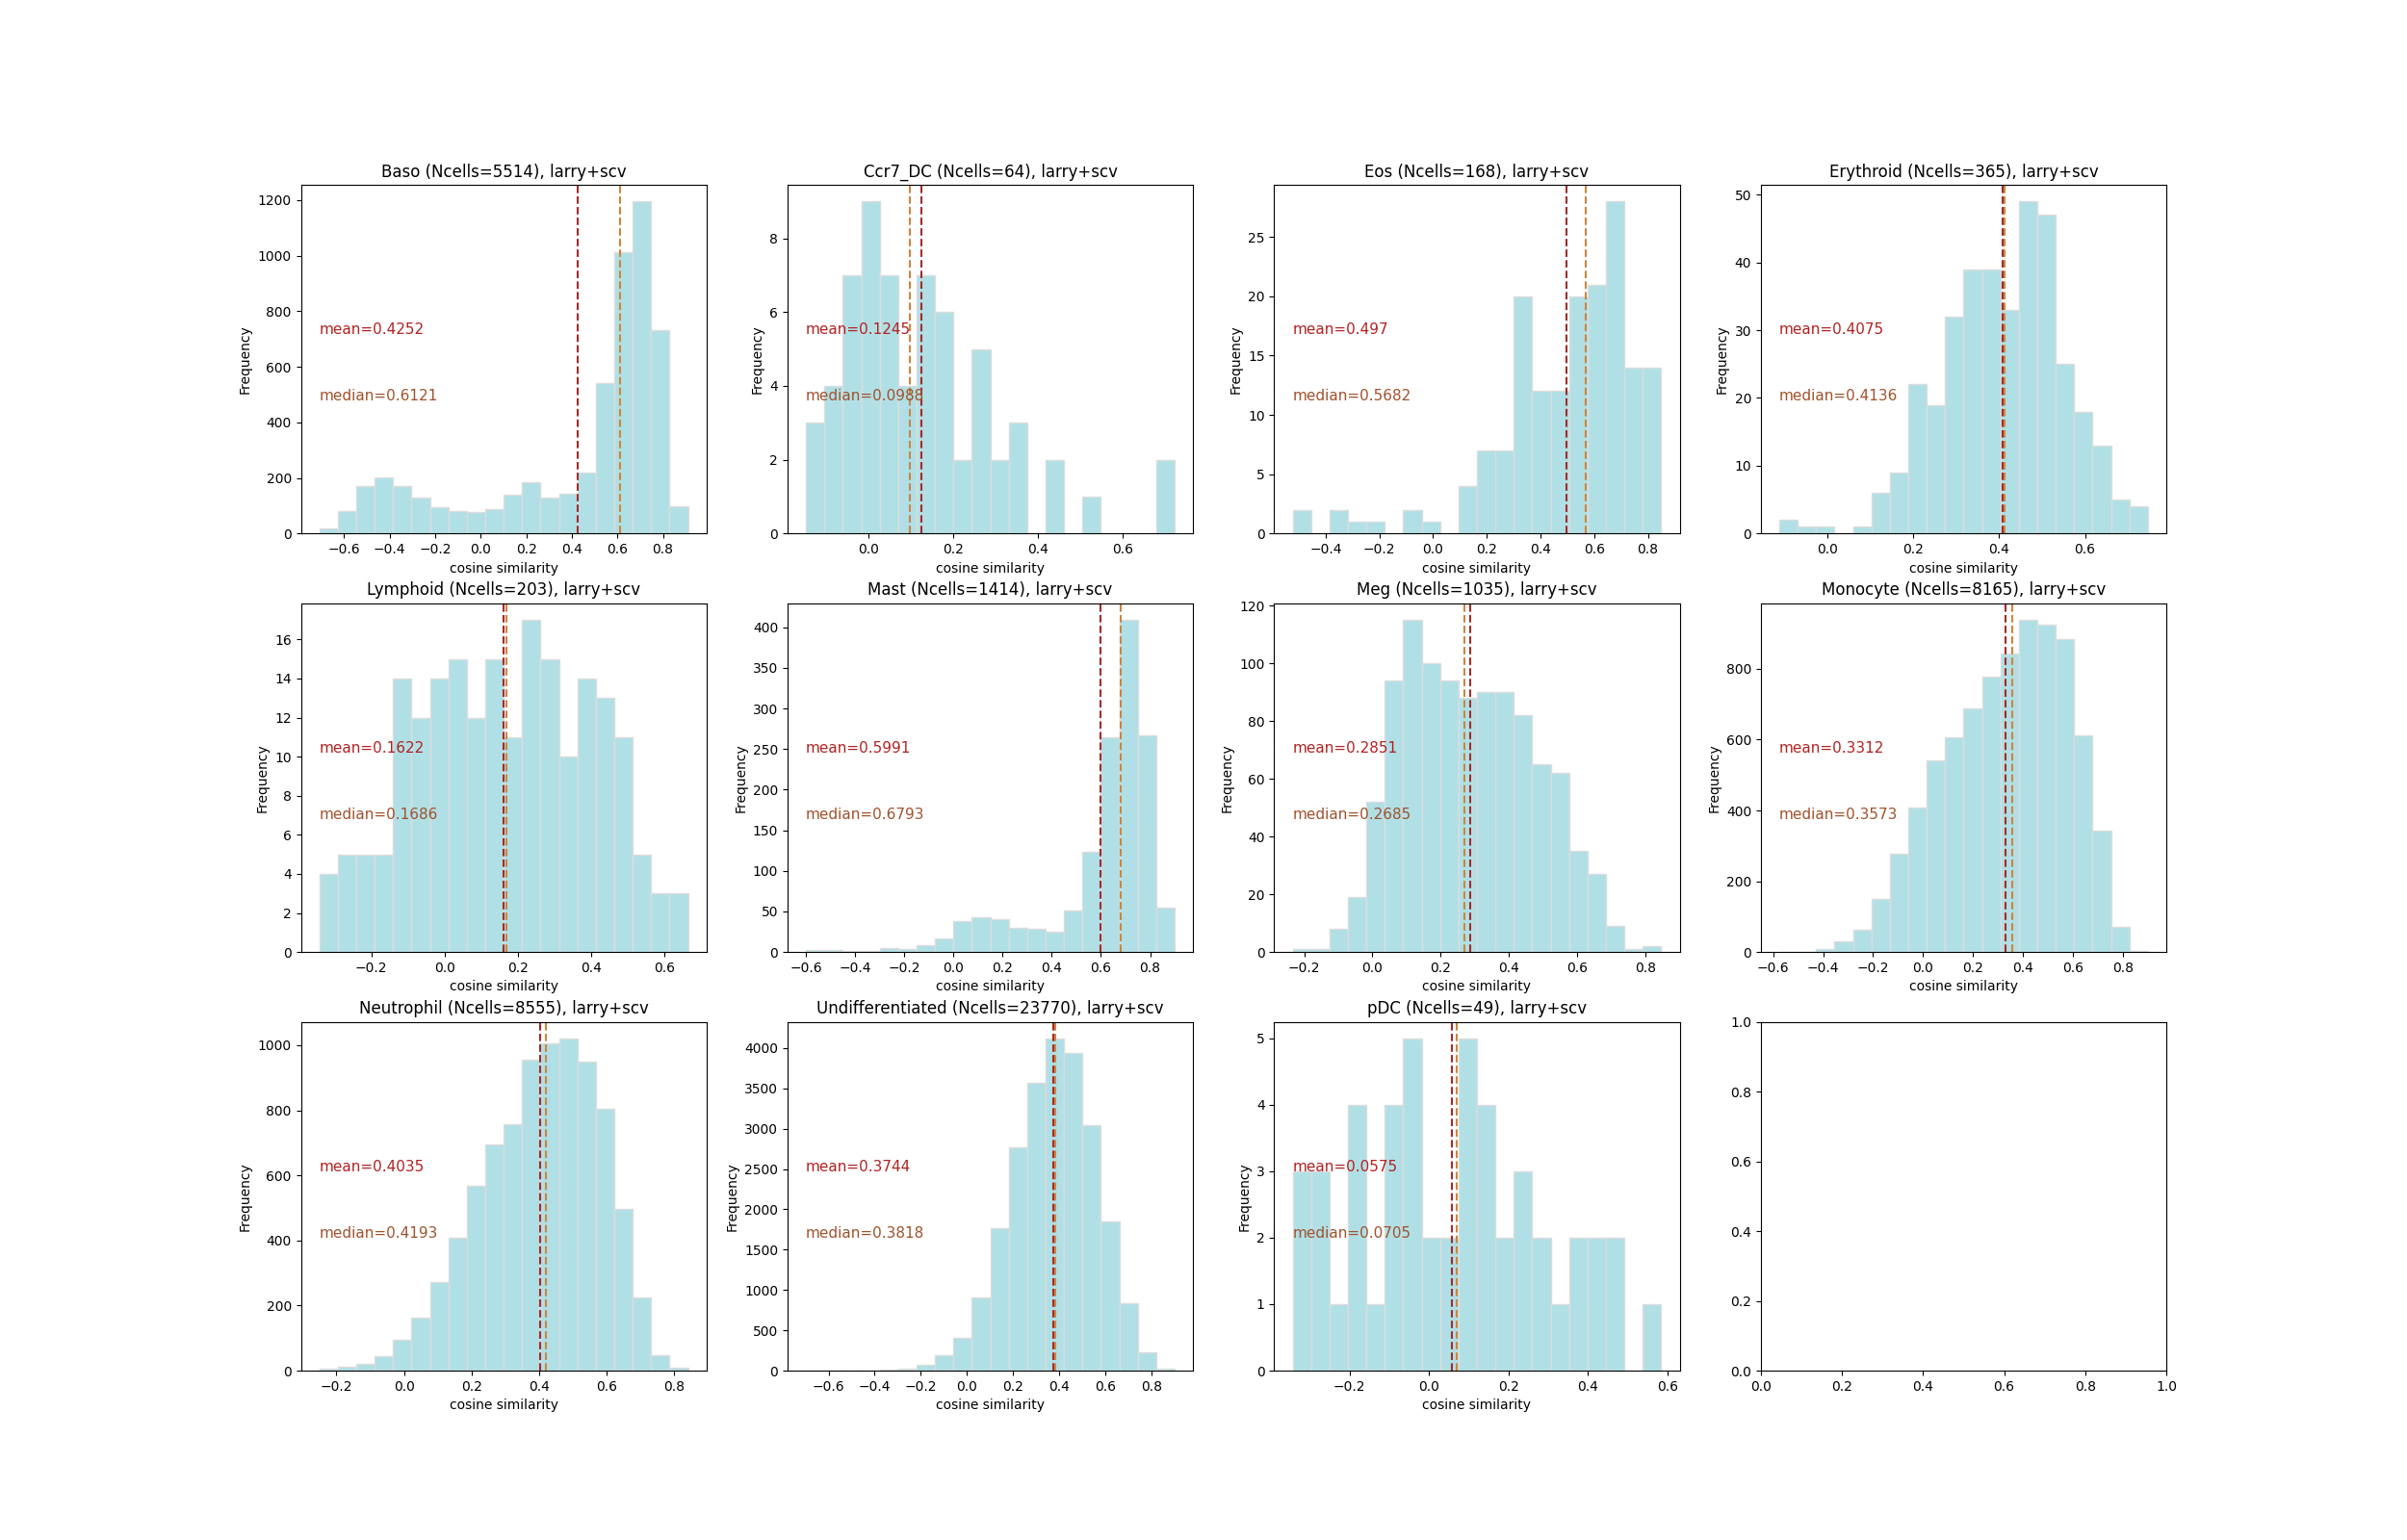 Baso (Ncells=5514), larry+scv
1200
1000
800
600
400
200
0
Frequency
mean=0.4252
median=0.6121
−0.6 −0.4 −0.2 0.0 0.2 0.4 0.6 0.8
cosine similarity
Ccr7_DC (Ncells=64), larry+scv
8
6
4
2
0
Frequency
mean=0.1245
median=0.0988
0.0 0.2 0.4 0.6
cosine similarity
Eos (Ncells=168), larry+scv
25
20
15
10
5
0
Frequency
mean=0.497
median=0.5682
−0.4 −0.2 0.0 0.2 0.4 0.6 0.8
cosine similarity
Erythroid (Ncells=365), larry+scv
50
40
30
20
10
0
Frequency
mean=0.4075
median=0.4136
0.0 0.2 0.4 0.6
cosine similarity
Lymphoid (Ncells=203), larry+scv
16
14
12
10
8
6
4
2
0
Frequency
mean=0.1622
median=0.1686
−0.2 0.0 0.2 0.4 0.6
cosine similarity
Mast (Ncells=1414), larry+scv
400
350
300
250
200
150
100
50
0
Frequency
mean=0.5991
median=0.6793
−0.6 −0.4 −0.2 0.0 0.2 0.4 0.6 0.8
cosine similarity
Meg (Ncells=1035), larry+scv
120
100
80
60
40
20
0
Frequency
mean=0.2851
median=0.2685
−0.2 0.0 0.2 0.4 0.6 0.8
cosine similarity
Monocyte (Ncells=8165), larry+scv
800
600
400
200
0
Frequency
mean=0.3312
median=0.3573
−0.6 −0.4 −0.2 0.0 0.2 0.4 0.6 0.8
cosine similarity
Neutrophil (Ncells=8555), larry+scv
1000
800
600
400
200
0
Frequency
mean=0.4035
median=0.4193
−0.2 0.0 0.2 0.4 0.6 0.8
cosine similarity
Undifferentiated (Ncells=23770), larry+scv
4000
3500
3000
2500
2000
1500
1000
500
0
Frequency
mean=0.3744
median=0.3818
−0.6 −0.4 −0.2 0.0 0.2 0.4 0.6 0.8
cosine similarity
pDC (Ncells=49), larry+scv
5
4
3
2
1
0
Frequency
mean=0.0575
median=0.0705
−0.2 0.0 0.2 0.4 0.6
cosine similarity
1.0
0.8
0.6
0.4
0.2
0.0
0.0 0.2 0.4 0.6 0.8 1.0